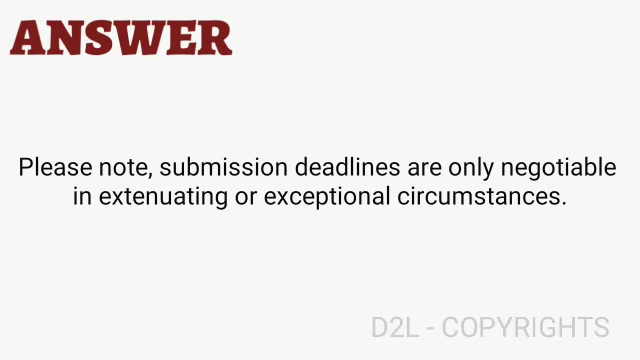 ANSWER
Please note, submission deadlines are only negotiable
in extenuating or exceptional circumstances.
D2L - COPYRIGHTS